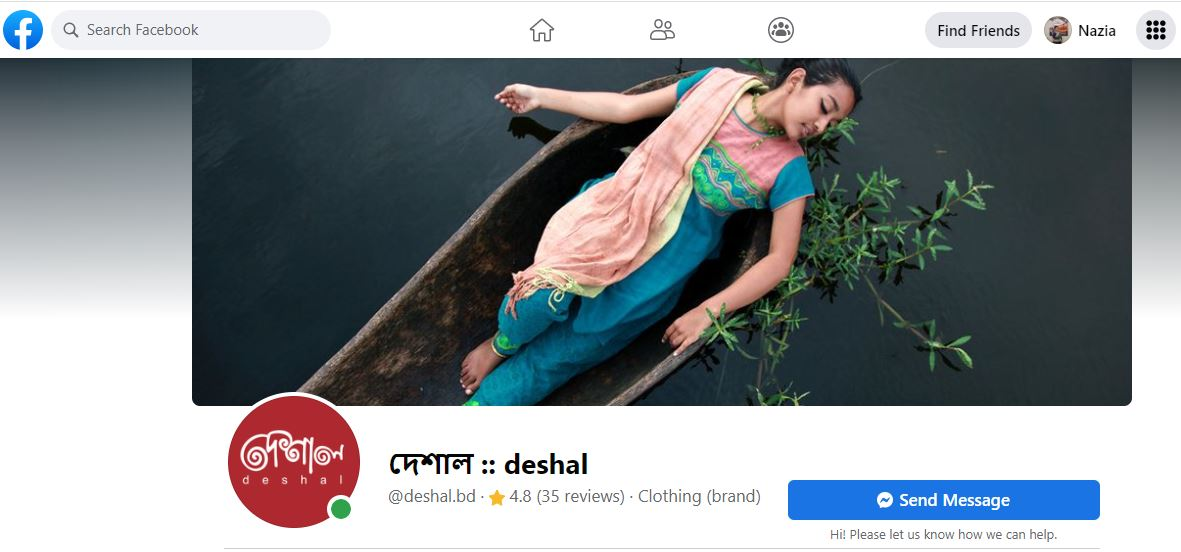 Search Facebook
Find Friends
Nazia
দেশাল
deshal
দেশাল :: deshal
@deshal.bd · 4.8 (35 reviews) · Clothing (brand)
Send Message
Hi! Please let us know how we can help.